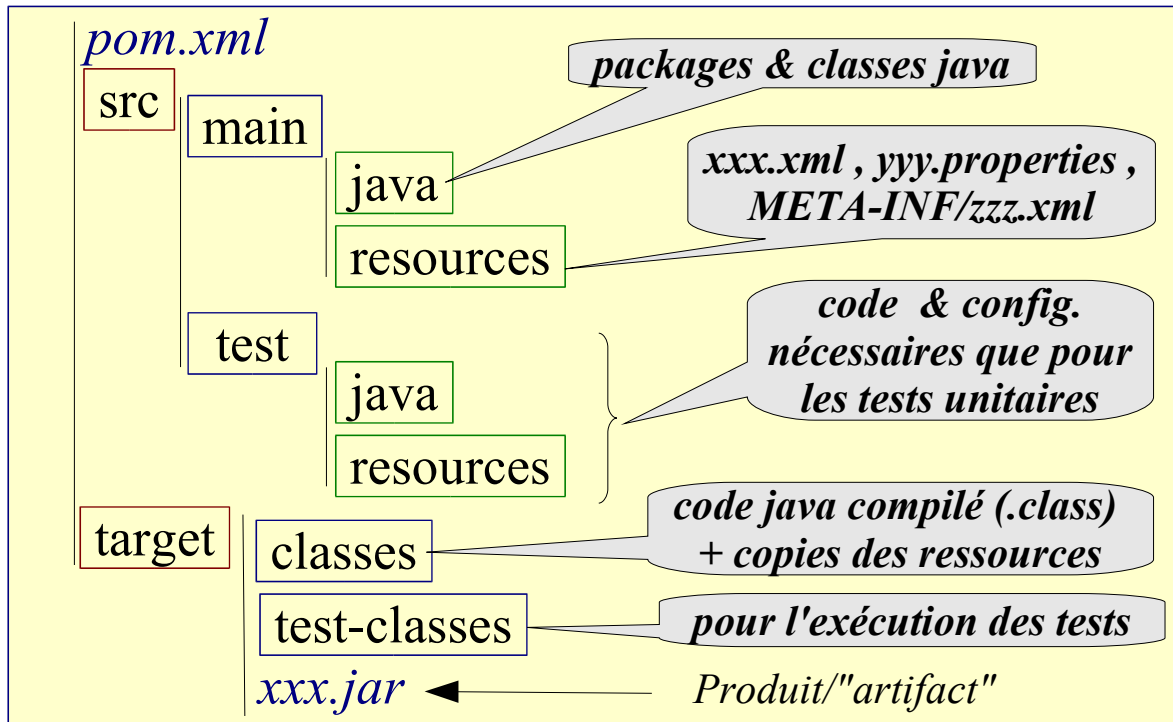 pom.xml
packages & classes java
src
main
java
xxx.xml , yyy.properties ,
META-INF/zzz.xml
resources
code & config.
nécessaires que pour
les tests unitaires
test
java
resources
target
code java compilé (.class)
+ copies des ressources
classes
test-classes
pour l'exécution des tests
xxx.jar
Produit/"artifact"